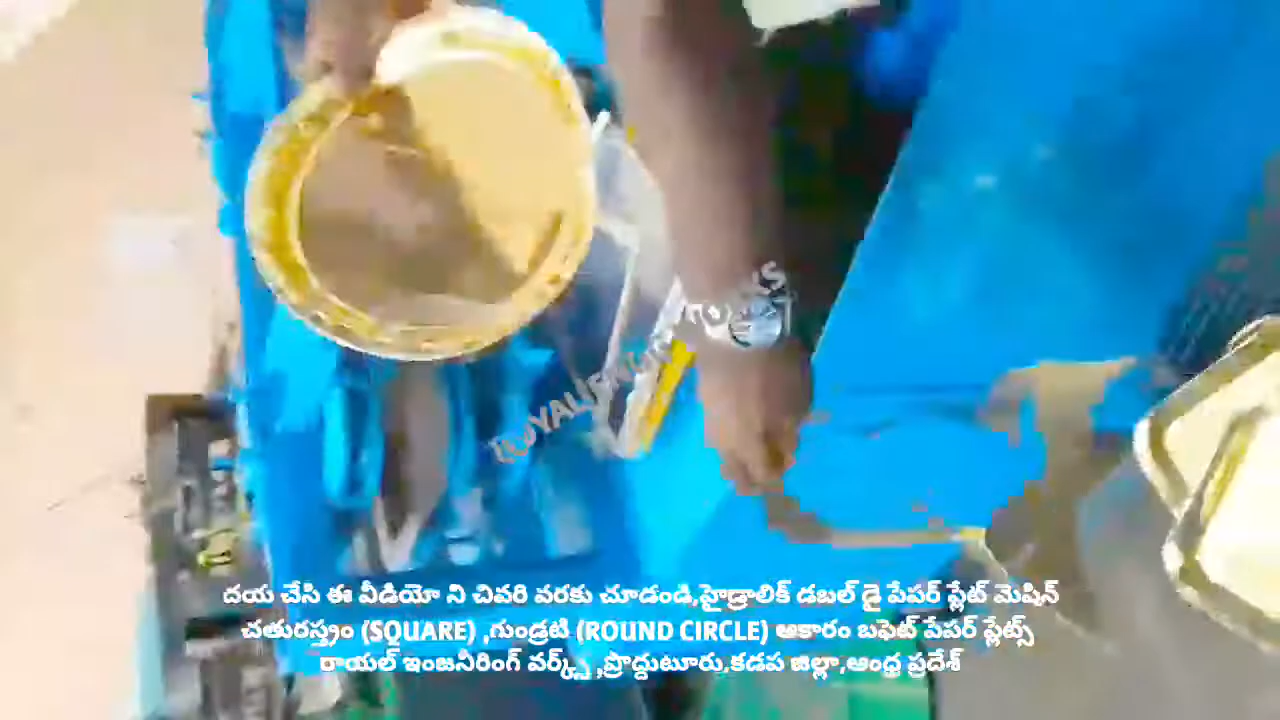 దయ చేసి ఈ వీడియో ని చివరి వరకు చూడండి,హైడ్రాలిక్ డబల్ డై పేపర్ ప్లేట్ మెషిన్
చతురస్త్రం (SQUARE) ,గుండ్రటి (ROUND CIRCLE) ఆకారం బఫెట్ పేపర్ ప్లేట్స్
రాయల్ ఇంజనీరింగ్ వర్క్స్ ,ప్రొద్దుటూరు,కడప జిల్లా,ఆంధ్ర ప్రదేశ్